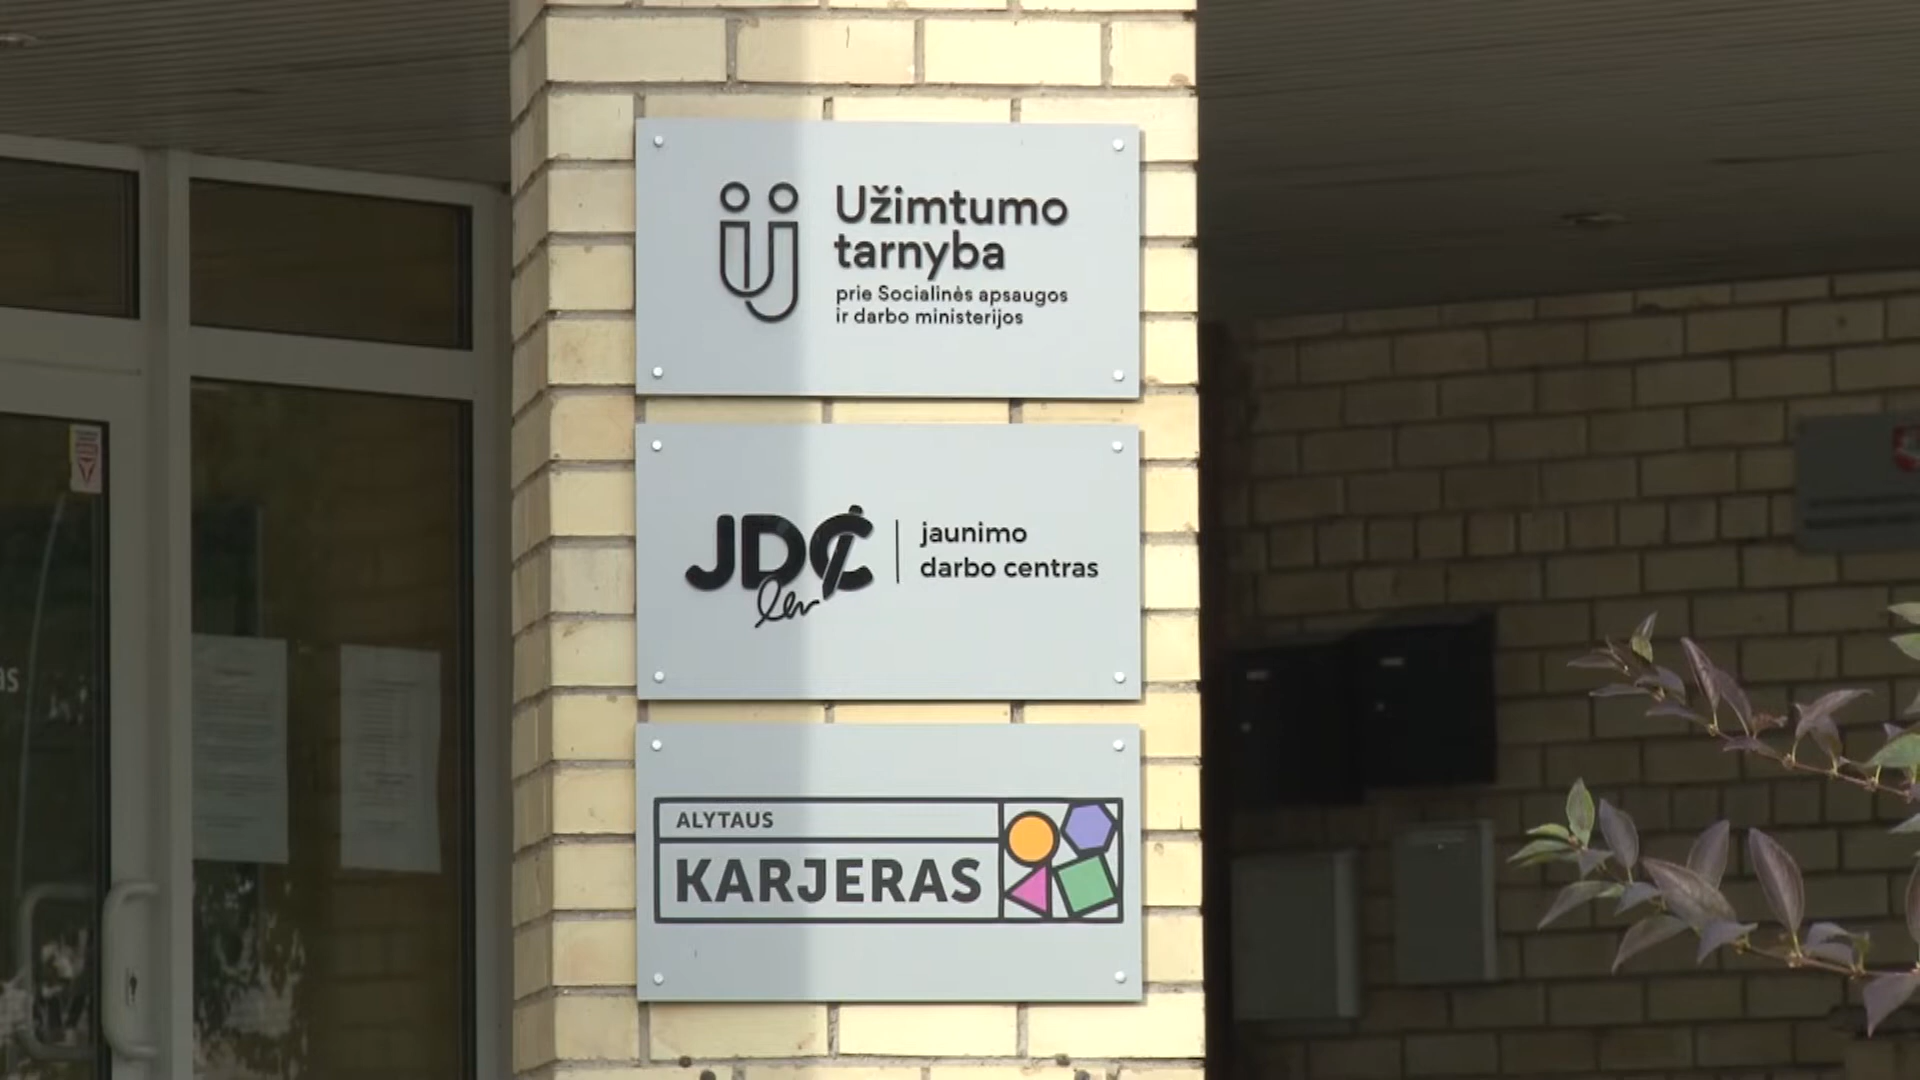 Užimtumo
tarnyba
prie Socialinės apsaugos
ir darbo ministerijos
JDC
jaunimo
darbo centras
ALYTAUS
KARJERAS